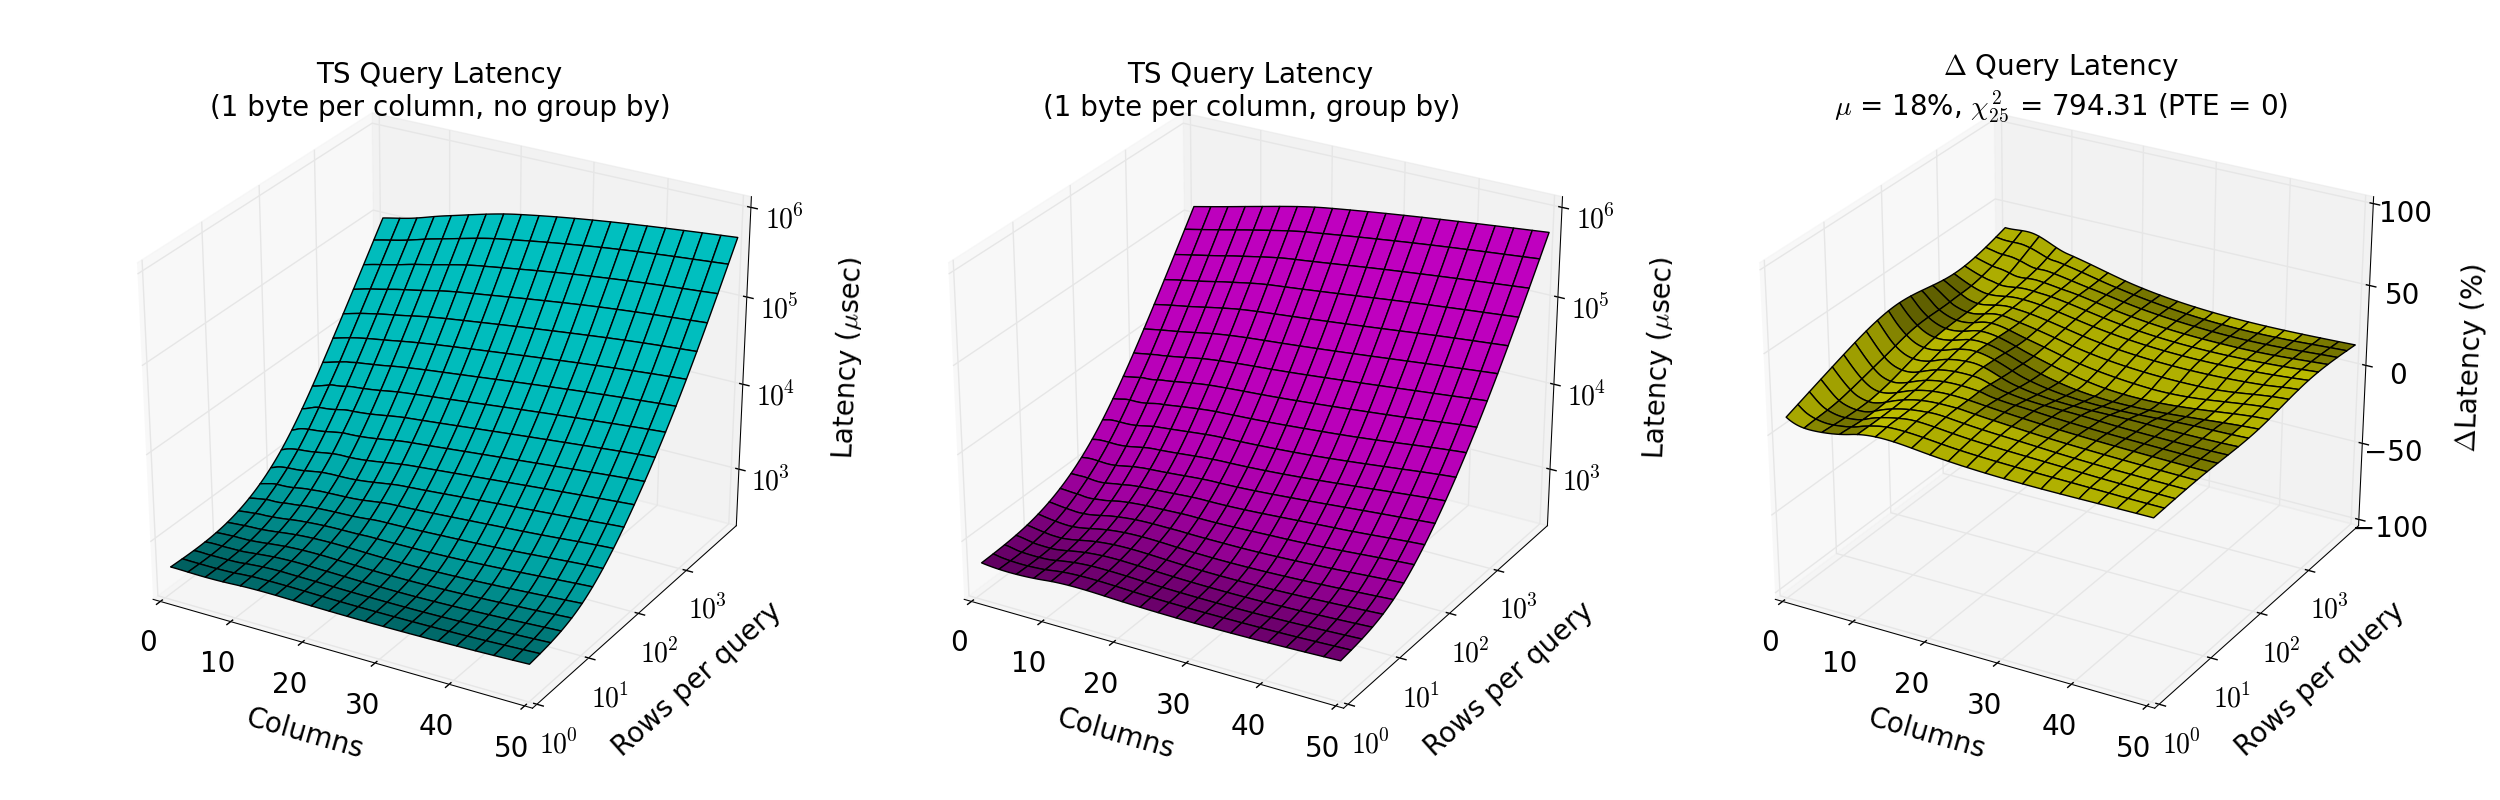 TS Query Latency
(1 byte per column, no group by)
10⁶
10⁵
10⁴
10³
Latency (μsec)
0
10
20
30
40
50
Columns
10⁰
10¹
10²
10³
Rows per query
TS Query Latency
(1 byte per column, group by)
10⁶
10⁵
10⁴
10³
Latency (μsec)
0
10
20
30
40
50
Columns
10⁰
10¹
10²
10³
Rows per query
Δ Query Latency
μ = 18%, χ²₂₅ = 794.31 (PTE = 0)
100
50
0
−50
−100
ΔLatency (%)
0
10
20
30
40
50
Columns
10⁰
10¹
10²
10³
Rows per query